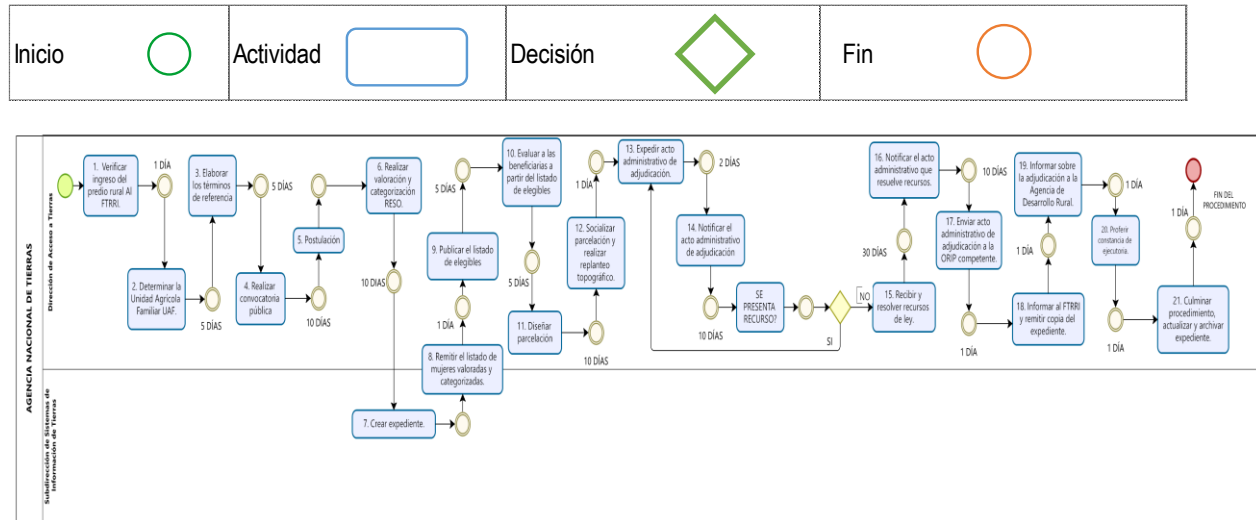 Inicio
Actividad
Decisión
Fin
AGENCIA NACIONAL DE TIERRAS
Dirección de Acceso a Tierras
1. Verificar
ingreso del
predio rural Al
FTRRI.
1 DÍA
2. Determinar la
Unidad Agrícola
Familiar UAF.
5 DÍAS
3. Elaborar
los términos
de referencia
5 DÍAS
4. Realizar
convocatoria
pública
10 DÍAS
5. Postulación
6. Realizar
valoración y
categorización
RESO.
10 DIAS
Subdirección de Sistemas de
Información de Tierras
7. Crear expediente.
8. Remitir el listado de
mujeres valoradas y
categorizadas.
1 DÍA
9. Publicar el listado
de elegibles
5 DÍAS
10. Evaluar a las
beneficiarias a partir
del listado de elegibles
5 DÍAS
11. Diseñar
parcelación
10 DÍAS
12. Socializar
parcelación y
realizar
replanteo
topográfico.
1 DÍA
13. Expedir acto
administrativo de
adjudicación.
2 DÍAS
14. Notificar el
acto administrativo
de adjudicación
10 DÍAS
SE
PRESENTA
RECURSO?
NO
SI
15. Recibir y
resolver recursos
de ley.
30 DÍAS
16. Notificar el acto
administrativo que
resuelve recursos.
10 DÍAS
17. Enviar acto
administrativo de
adjudicación a la
ORIP competente.
1 DÍA
18. Informar al FTRRI
y remitir copia del
expediente.
1 DÍA
19. Informar sobre
la adjudicación a la
Agencia de
Desarrollo Rural.
1 DÍA
20. Proferir
constancia de
ejecutoria.
1 DÍA
21. Culminar
procedimiento,
actualizar y archivar
expediente.
1 DÍA
FIN DEL
PROCEDIMIENTO